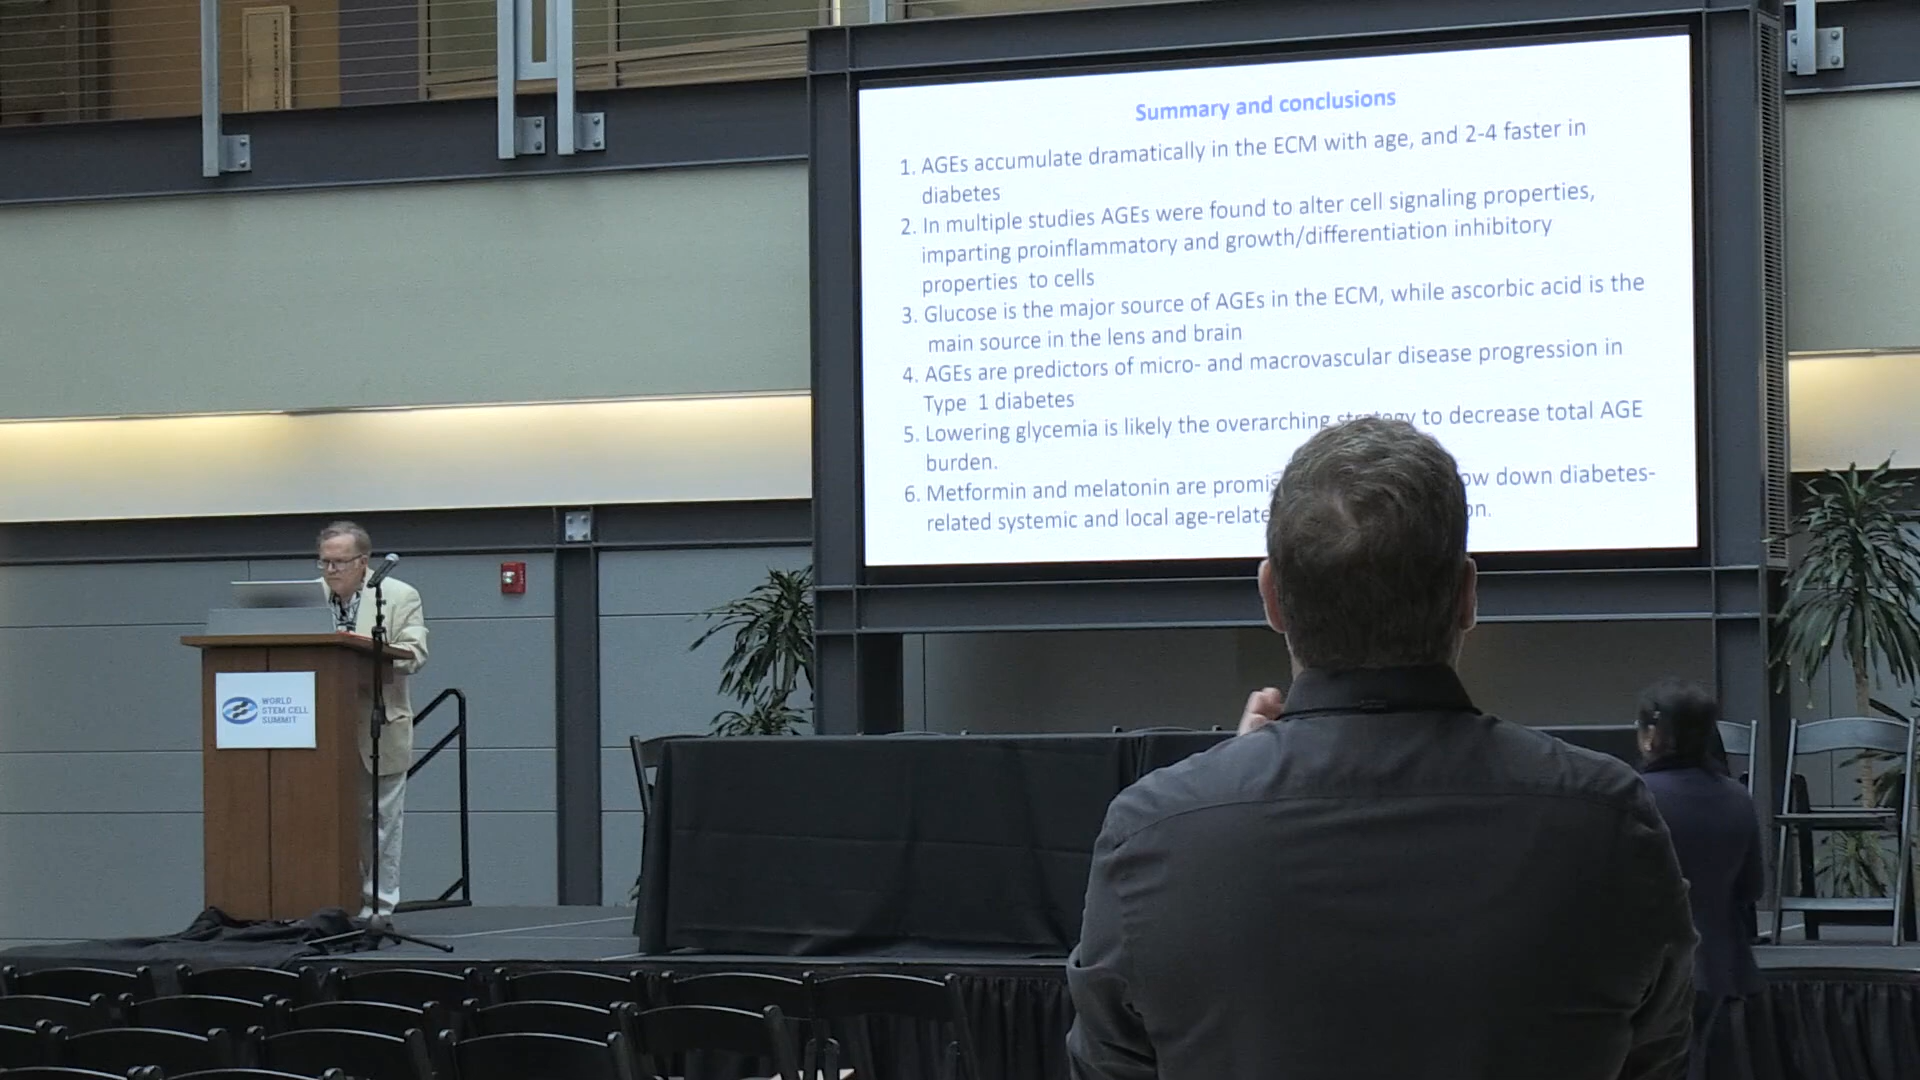 Summary and conclusions
1. AGEs accumulate dramatically in the ECM with age, and 2-4 faster in
diabetes
2. In multiple studies AGEs were found to alter cell signaling properties,
imparting proinflammatory and growth/differentiation inhibitory
properties to cells
3. Glucose is the major source of AGEs in the ECM, while ascorbic acid is the
main source in the lens and brain
4. AGEs are predictors of micro- and macrovascular disease progression in
Type 1 diabetes
5. Lowering glycemia is likely the overarching strategy to decrease total AGE
burden.
6. Metformin and melatonin are down diabetes-
related systemic and local
WORLD
STEM CELL
SUMMIT